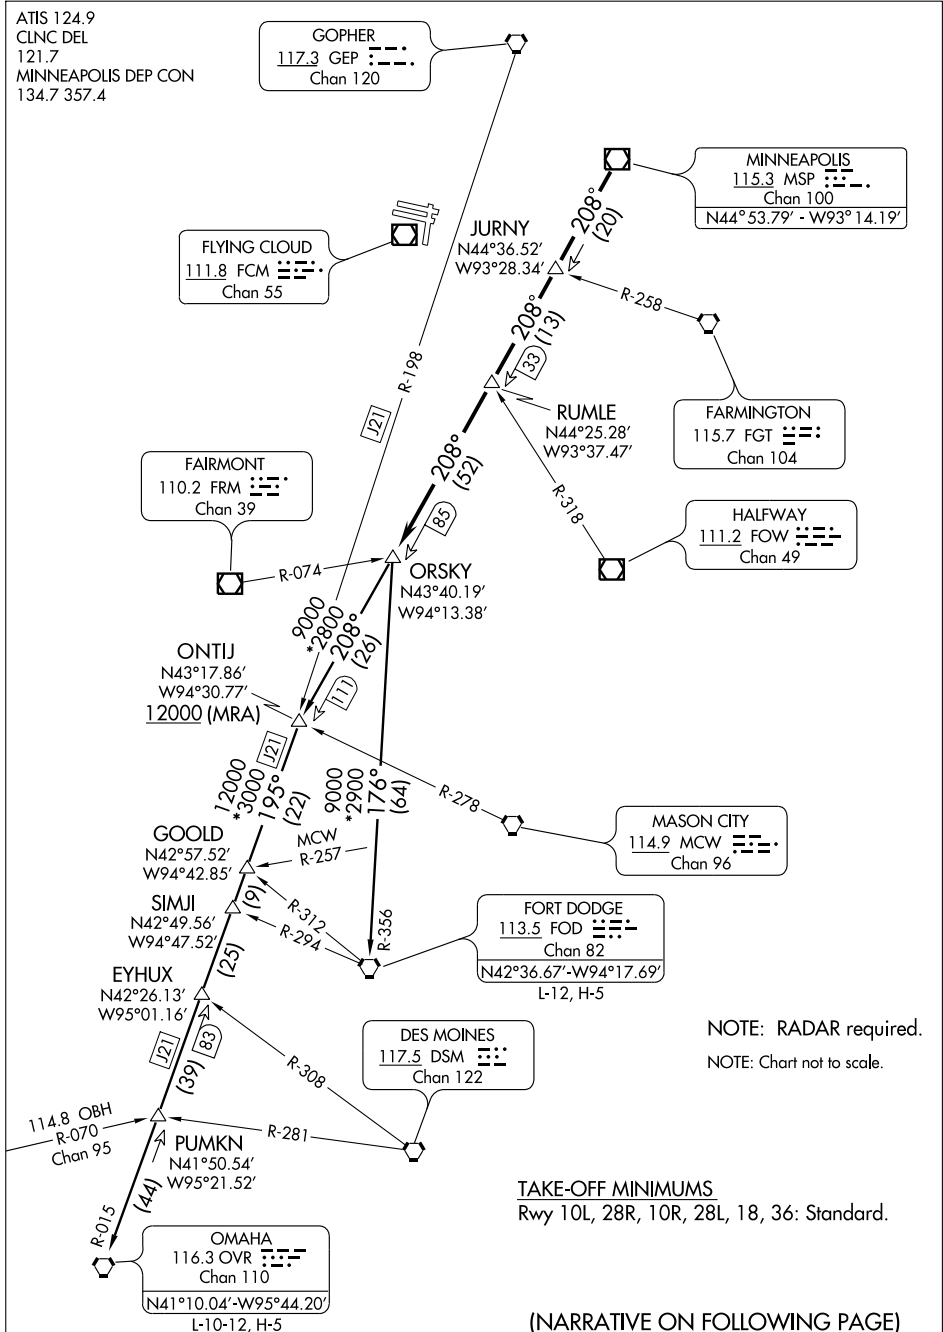 ATIS 124.9
CLNC DEL
121.7
MINNEAPOLIS DEP CON
134.7 357.4
GOPHER
117.3 GEP
Chan 120
MINNEAPOLIS
115.3 MSP
Chan 100
N44°53.79' - W93°14.19'
208°
(20)
JURNY
N44°36.52'
W93°28.34'
FLYING CLOUD
111.8 FCM
Chan 55
R-258
208°
(13)
33
R-198
J21
RUMLE
N44°25.28'
W93°37.47'
FARMINGTON
115.7 FGT
Chan 104
208°
(52)
FAIRMONT
110.2 FRM
Chan 39
R-318
85
HALFWAY
111.2 FOW
Chan 49
R-074
ORSKY
N43°40.19'
W94°13.38'
9000
*2800
208°
(26)
ONTIJ
N43°17.86'
W94°30.77'
12000 (MRA)
111
J21
12000
*3000
195°
(22)
9000
*2900
176°
(64)
R-278
MASON CITY
114.9 MCW
Chan 96
MCW
R-257
GOOLD
N42°57.52'
W94°42.85'
(9)
R-312
R-294
R-356
SIMJI
N42°49.56'
W94°47.52'
FORT DODGE
113.5 FOD
Chan 82
N42°36.67'-W94°17.69'
L-12, H-5
(25)
EYHUX
N42°26.13'
W95°01.16'
83
J21
(39)
R-308
DES MOINES
117.5 DSM
Chan 122
NOTE: RADAR required.
NOTE: Chart not to scale.
114.8 OBH
R-070
Chan 95
R-281
PUMKN
N41°50.54'
W95°21.52'
(44)
R-015
TAKE-OFF MINIMUMS
Rwy 10L, 28R, 10R, 28L, 18, 36: Standard.
OMAHA
116.3 OVR
Chan 110
N41°10.04'-W95°44.20'
L-10-12, H-5
(NARRATIVE ON FOLLOWING PAGE)